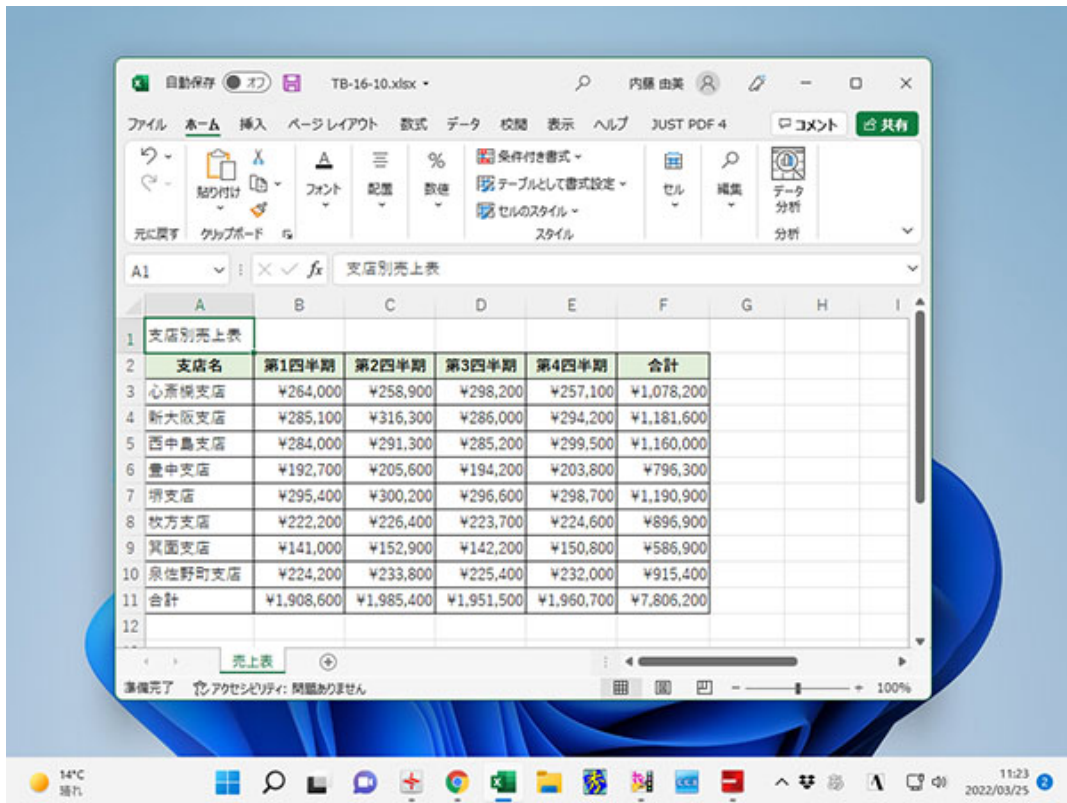 自動保存 オフ TB-16-10.xlsx 内藤 由美
ファイル ホーム 挿入 ページ レイアウト 数式 データ 校閲 表示 ヘルプ JUST PDF 4 コメント 共有
条件付き書式
テーブルとして書式設定
セルのスタイル
貼り付け フォント 配置 数値 セル 編集 データ分析
元に戻す クリップボード スタイル 分析
A1 fx 支店別売上表
A B C D E F G H I
1 支店別売上表
2 支店名 第1四半期 第2四半期 第3四半期 第4四半期 合計
3 心斎橋支店 ¥264,000 ¥258,900 ¥298,200 ¥257,100 ¥1,078,200
4 新大阪支店 ¥285,100 ¥316,300 ¥286,000 ¥294,200 ¥1,181,600
5 西中島支店 ¥284,000 ¥291,300 ¥285,200 ¥299,500 ¥1,160,000
6 豊中支店 ¥192,700 ¥205,600 ¥194,200 ¥203,800 ¥796,300
7 堺支店 ¥295,400 ¥300,200 ¥296,600 ¥298,700 ¥1,190,900
8 枚方支店 ¥222,200 ¥226,400 ¥223,700 ¥224,600 ¥896,900
9 箕面支店 ¥141,000 ¥152,900 ¥142,200 ¥150,800 ¥586,900
10 泉佐野町支店 ¥224,200 ¥233,800 ¥225,400 ¥232,000 ¥915,400
11 合計 ¥1,908,600 ¥1,985,400 ¥1,951,500 ¥1,960,700 ¥7,806,200
12
売上表
準備完了 アクセシビリティ: 問題ありません 100%
14°C
晴れ
11:23
2022/03/25 2